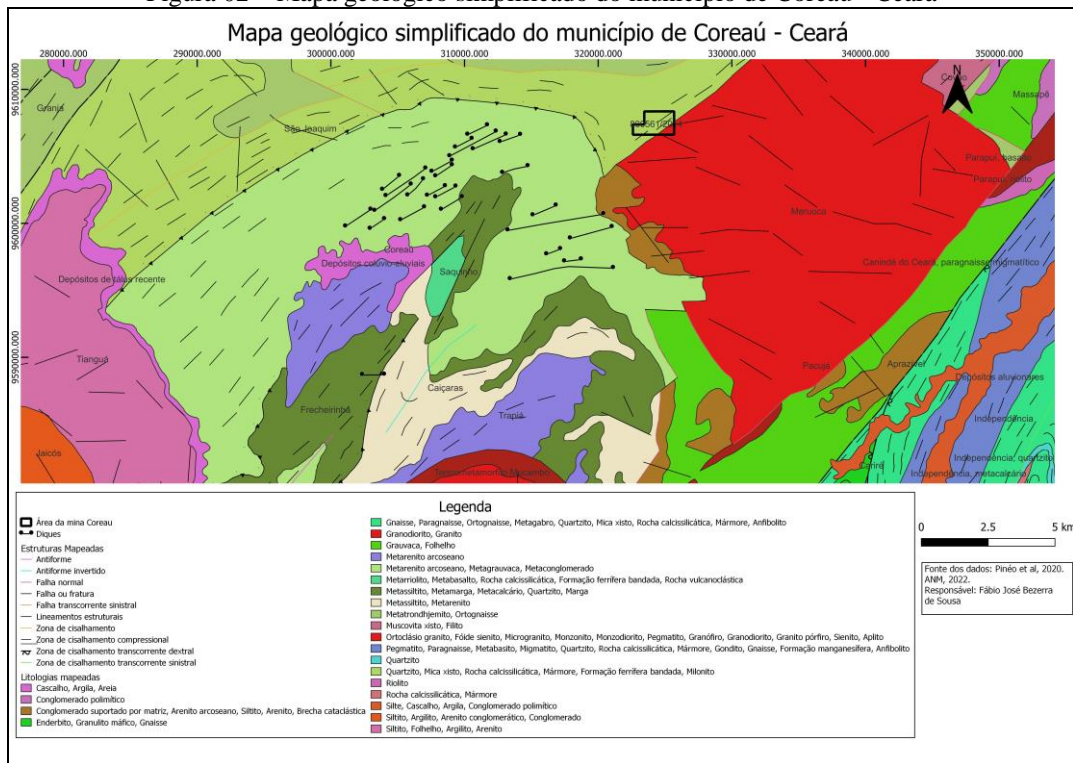 Figura 02 – Mapa geológico simplificado do município de Coreaú - Ceará
Mapa geológico simplificado do município de Coreaú - Ceará
280000.000 290000.000 300000.000 310000.000 320000.000 330000.000 340000.000 350000.000
9610000.000
9600000.000
9590000.000
N
Granja
São Joaquim
Massapê
Parapuí, basalto
Parapuí, riolito
Meruoca
Coreaú
Depósitos colúvio-eluviais
Saquinho
Canindé do Ceará, paragnaisse migmatítico
Depósitos de tálus recente
Tianguá
Pacujá
Aprazível
Depósitos aluvionares
Caiçaras
Frecheirinha
Trapiá
Independência
Jaicós
Termometamorfito Mocambo
Cariré
Independência, quartzito
Independência, metacalcário
Legenda
Área da mina Coreau
Diques
Estruturas Mapeadas
Antiforme
Antiforme invertido
Falha normal
Falha ou fratura
Falha transcorrente sinistral
Lineamentos estruturais
Zona de cisalhamento
Zona de cisalhamento compressional
Zona de cisalhamento transcorrente dextral
Zona de cisalhamento transcorrente sinistral
Litologias mapeadas
Cascalho, Argila, Areia
Conglomerado polimítico
Conglomerado suportado por matriz, Arenito arcoseano, Siltito, Arenito, Brecha cataclástica
Enderbito, Granulito máfico, Gnaisse
Gnaisse, Paragnaisse, Ortognaisse, Metagabro, Quartzito, Mica xisto, Rocha calcissilicática, Mármore, Anfibolito
Granodiorito, Granito
Grauvaca, Folhelho
Metarenito arcoseano
Metarenito arcoseano, Metagrauvaca, Metaconglomerado
Metarriolito, Metabasalto, Rocha calcissilicática, Formação ferrífera bandada, Rocha vulcanoclástica
Metassiltito, Metamarga, Metacalcário, Quartzito, Marga
Metassiltito, Metarenito
Metatrondhjemito, Ortognaisse
Muscovita xisto, Filito
Ortoclásio granito, Fóide sienito, Microgranito, Monzonito, Monzodiorito, Pegmatito, Granófiro, Granodiorito, Granito pórfiro, Sienito, Aplito
Pegmatito, Paragnaisse, Metabasito, Migmatito, Quartzito, Rocha calcissilicática, Mármore, Gondito, Gnaisse, Formação manganesífera, Anfibolito
Quartzito
Quartzito, Mica xisto, Rocha calcissilicática, Mármore, Formação ferrífera bandada, Milonito
Riolito
Rocha calcissilicática, Mármore
Silte, Cascalho, Argila, Conglomerado polimítico
Siltito, Argilito, Arenito conglomerático, Conglomerado
Siltito, Folhelho, Argilito, Arenito
0 2.5 5 km
Fonte dos dados: Pinéo et al, 2020.
ANM, 2022.
Responsável: Fábio José Bezerra
de Sousa